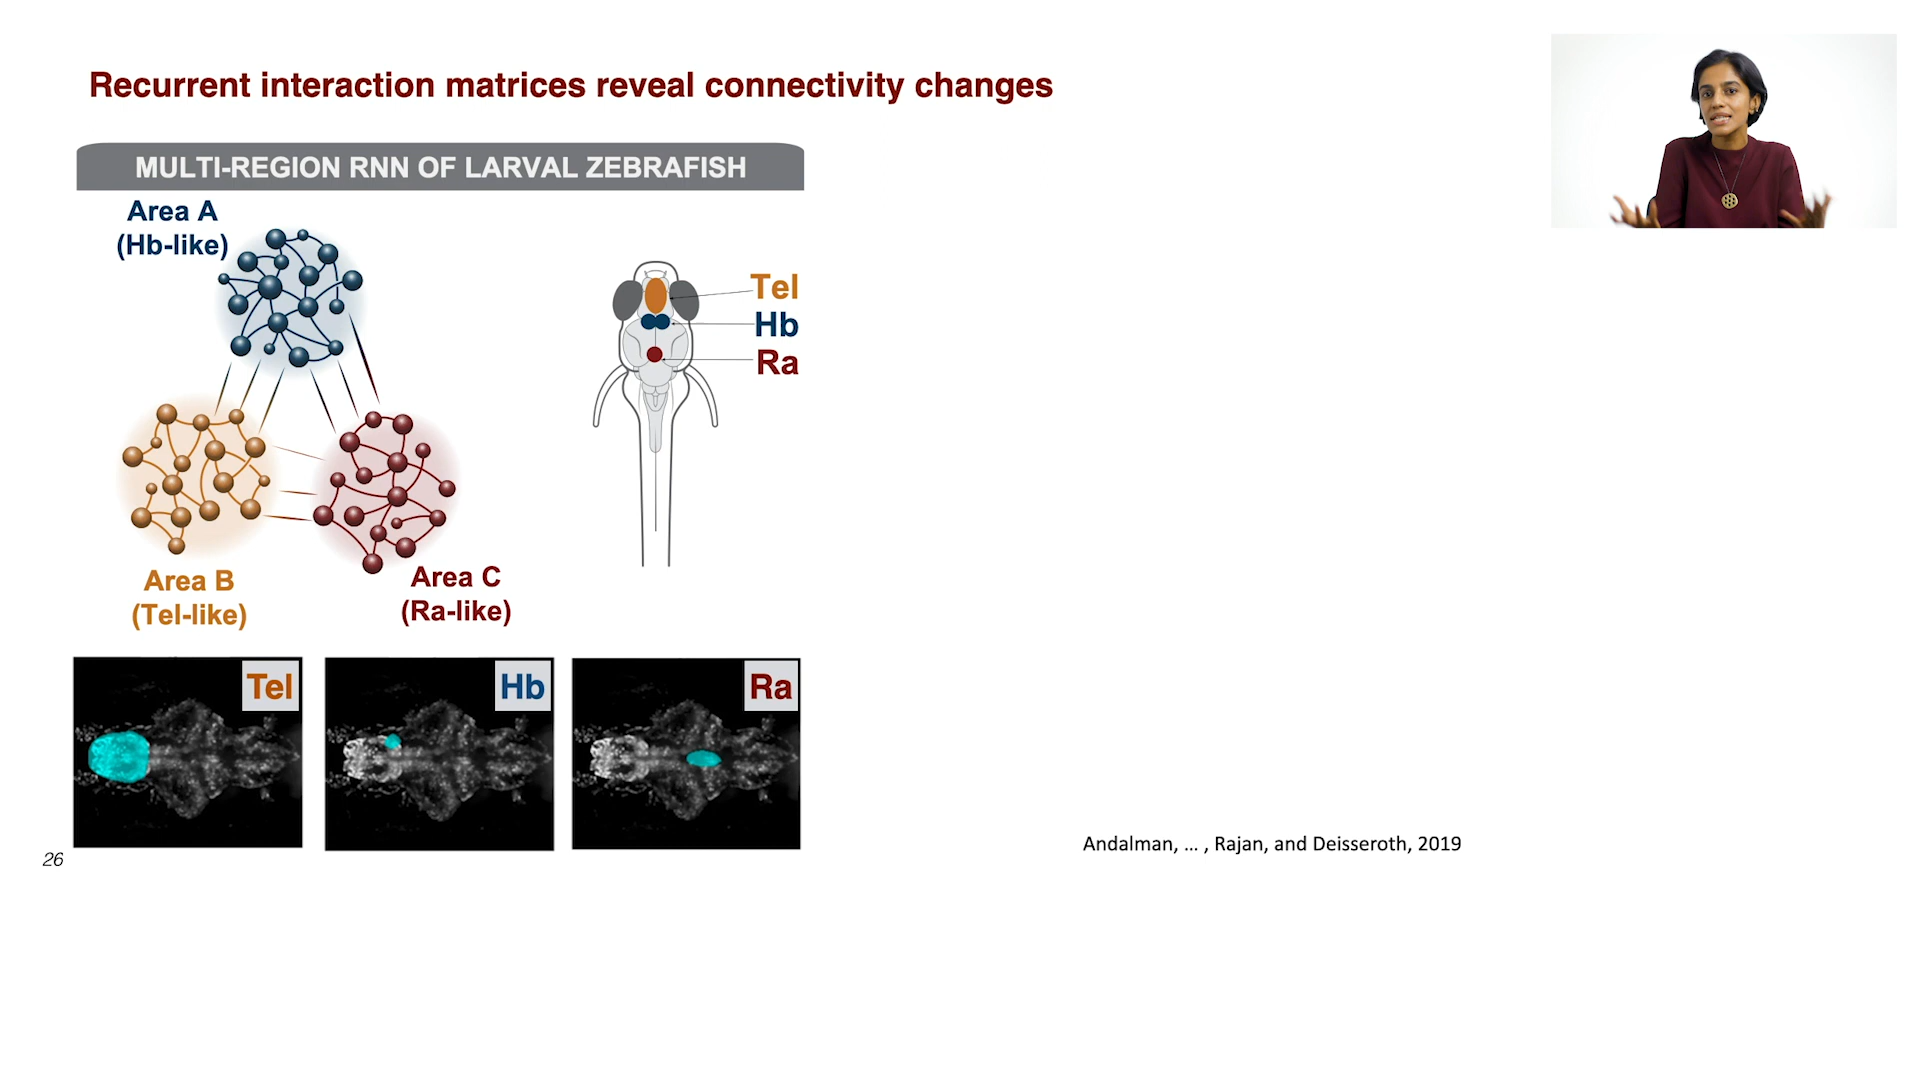 Recurrent interaction matrices reveal connectivity changes
MULTI-REGION RNN OF LARVAL ZEBRAFISH
Area A
(Hb-like)
Tel
Hb
Ra
Area B
(Tel-like)
Area C
(Ra-like)
Tel
Hb
Ra
Andalman, ... , Rajan, and Deisseroth, 2019
26